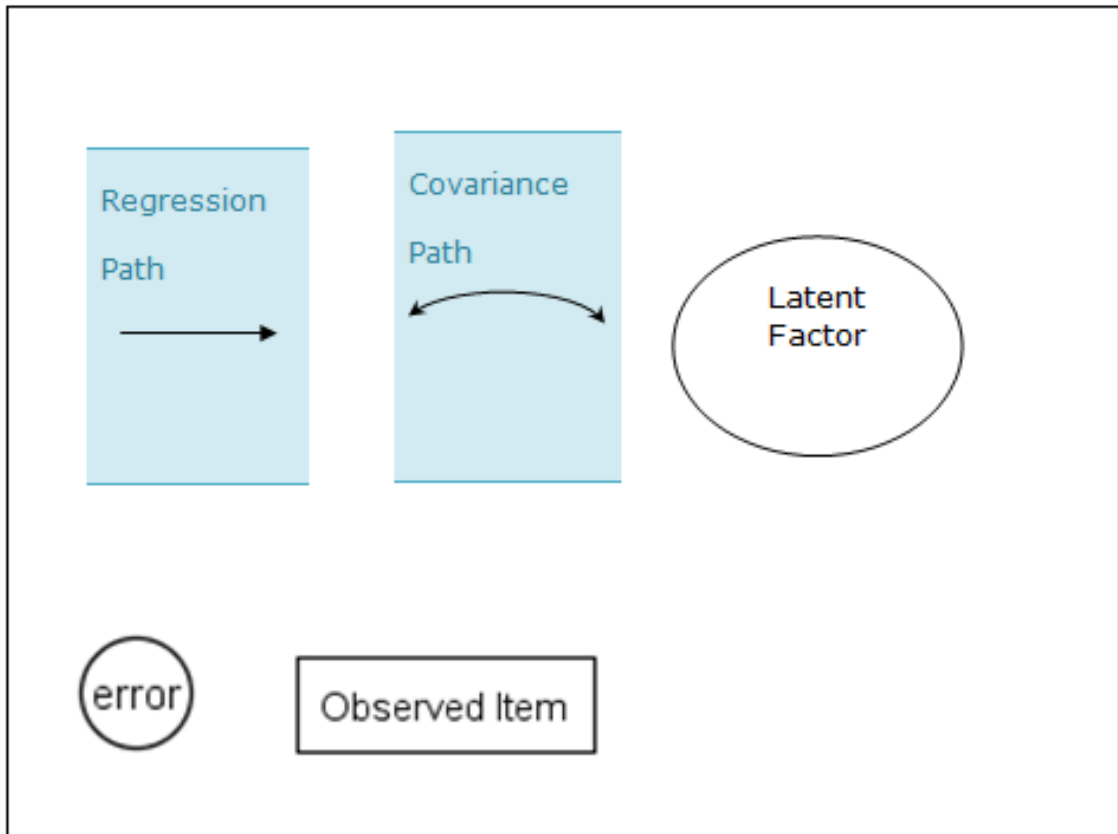 Regression
Path
Covariance
Path
Latent
Factor
error
Observed Item